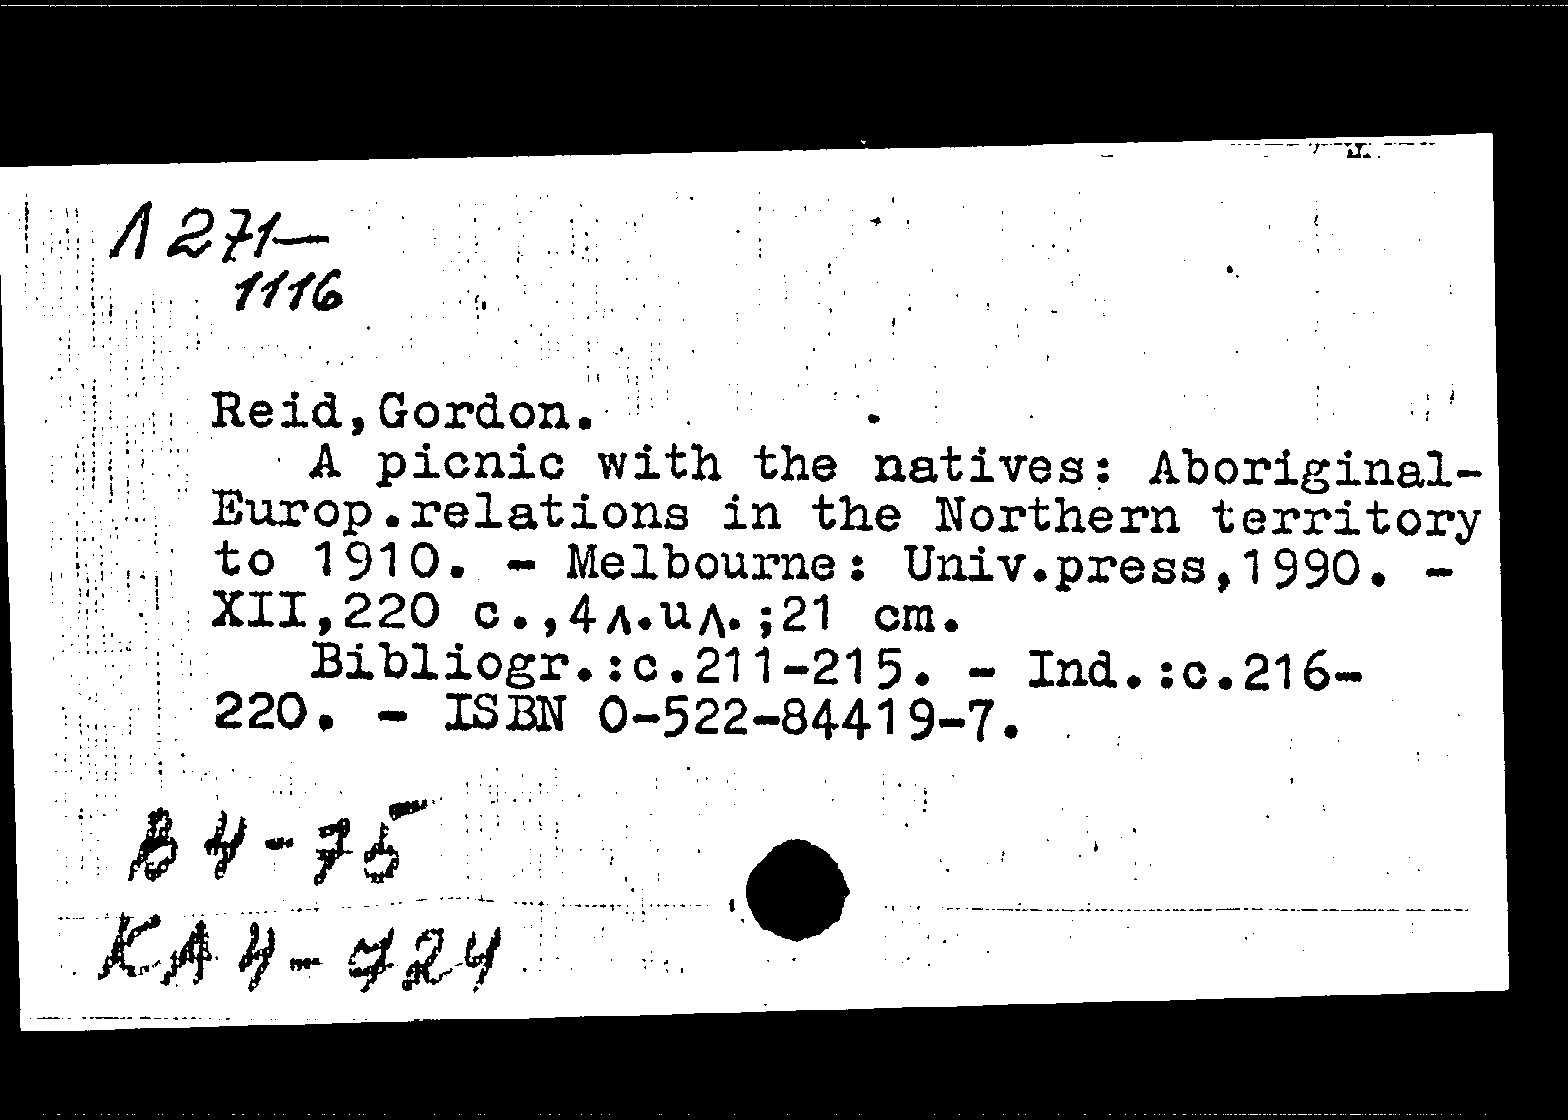 Л 271—
1116
Reid,Gordon.
A picnic with the natives: Aboriginal-
Europ.relations in the Northern territory
to 1910. - Melbourne: Univ.press,1990. -
XII,220 с.,4л.ил.;21 cm.
Bibliogr.:с.211-215. - Ind.:с.216-
220. - ISBN 0-522-84419-7.
В 4-75
КА 4-724